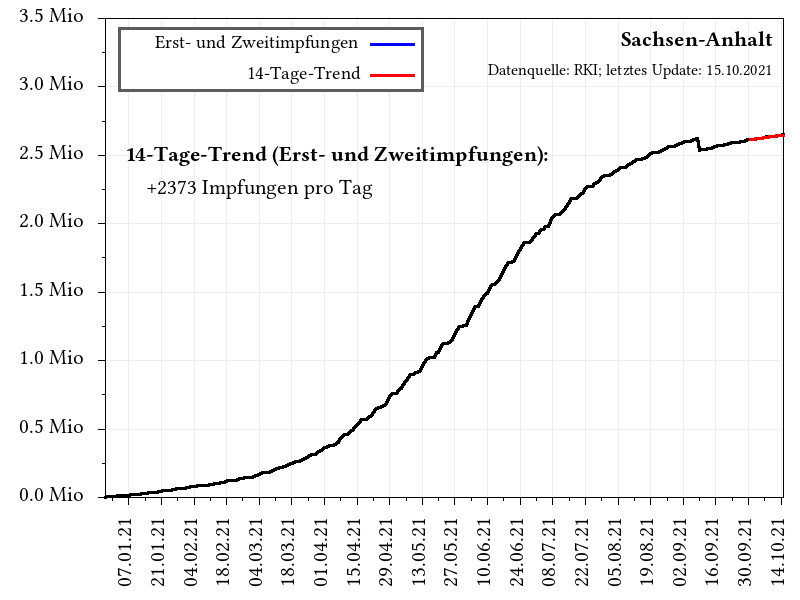 3.5 Mio
3.0 Mio
2.5 Mio
2.0 Mio
1.5 Mio
1.0 Mio
0.5 Mio
0.0 Mio
Erst- und Zweitimpfungen
14-Tage-Trend
Sachsen-Anhalt
Datenquelle: RKI; letztes Update: 15.10.2021
14-Tage-Trend (Erst- und Zweitimpfungen):
+2373 Impfungen pro Tag
07.01.21
21.01.21
04.02.21
18.02.21
04.03.21
18.03.21
01.04.21
15.04.21
29.04.21
13.05.21
27.05.21
10.06.21
24.06.21
08.07.21
22.07.21
05.08.21
19.08.21
02.09.21
16.09.21
30.09.21
14.10.21